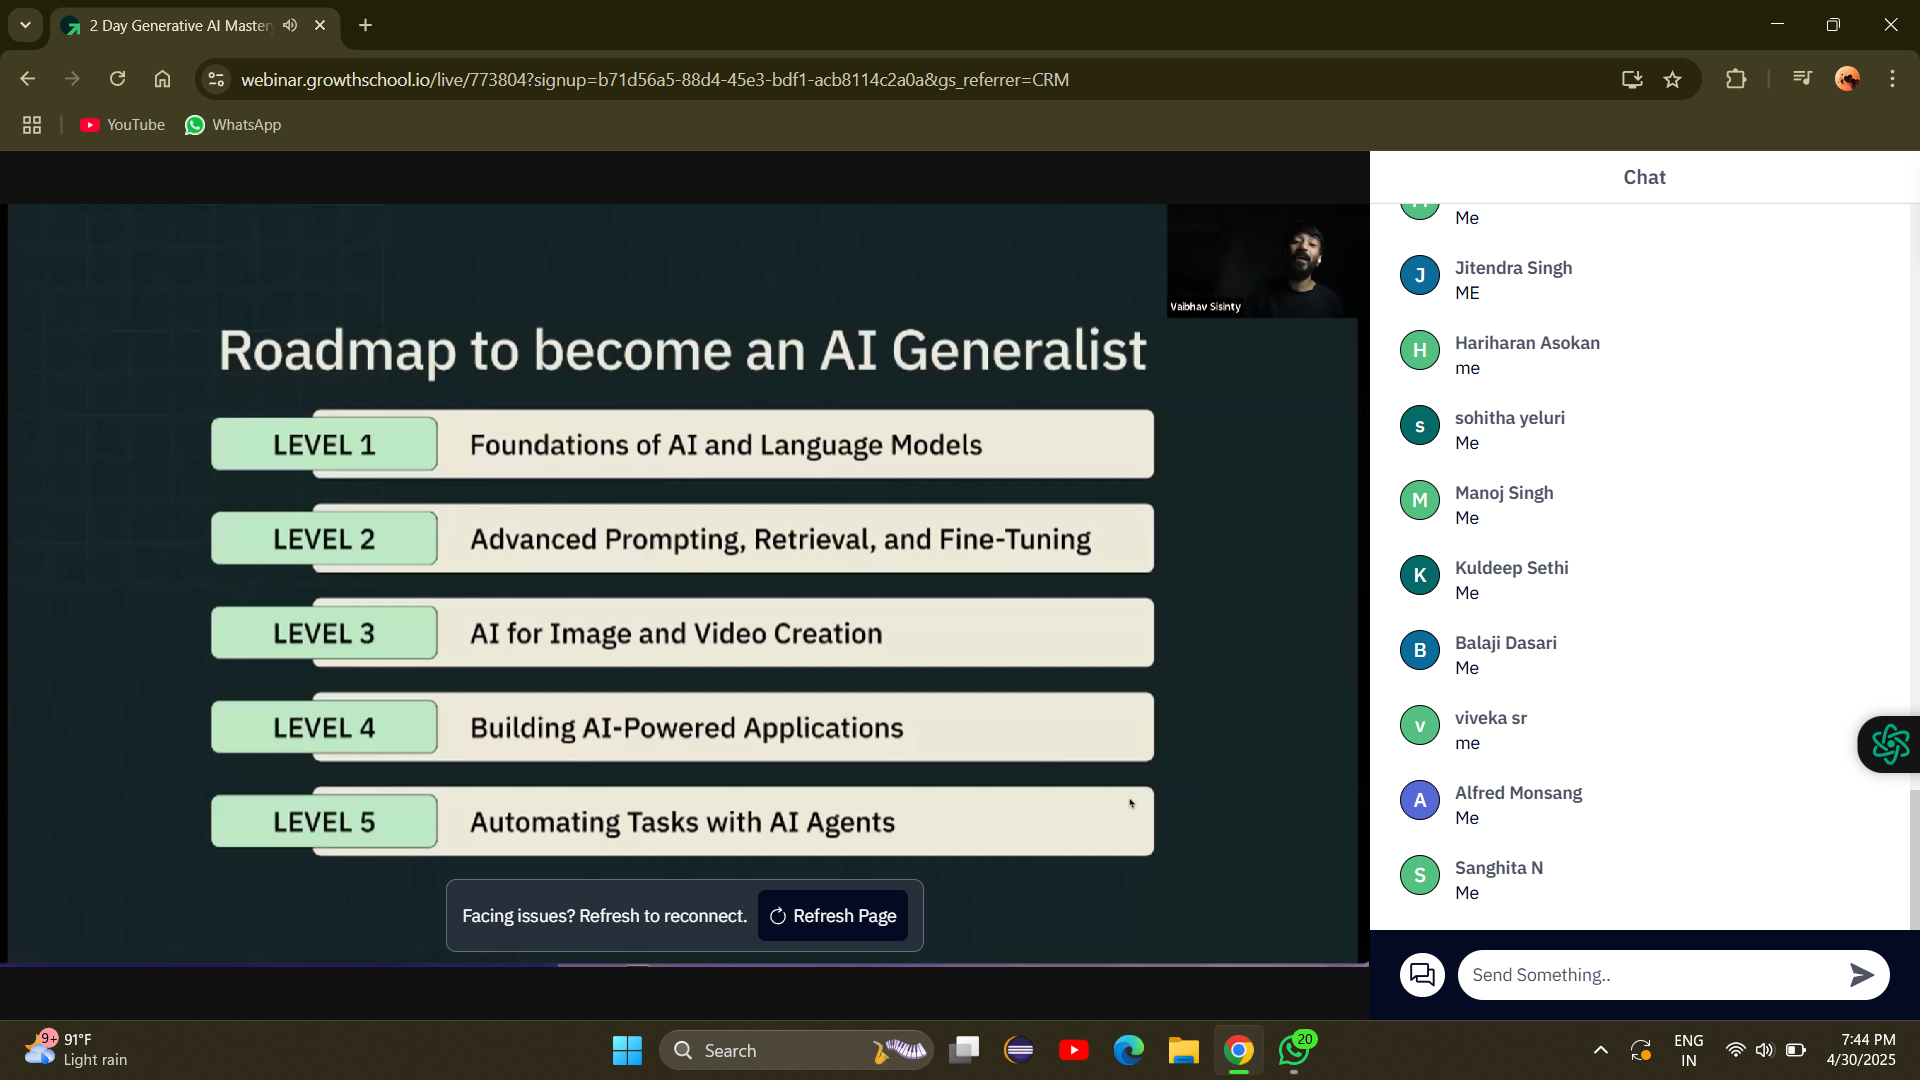 2 Day Generative AI Master
webinar.growthschool.io/live/773804?signup=b71d56a5-88d4-45e3-bdf1-acb8114c2a0a&gs_referrer=CRM
YouTube
WhatsApp
Vaibhav Sisinty
Roadmap to become an AI Generalist
LEVEL 1 Foundations of AI and Language Models
LEVEL 2 Advanced Prompting, Retrieval, and Fine-Tuning
LEVEL 3 AI for Image and Video Creation
LEVEL 4 Building AI-Powered Applications
LEVEL 5 Automating Tasks with AI Agents
Facing issues? Refresh to reconnect. Refresh Page
Chat
Me
J Jitendra Singh
ME
H Hariharan Asokan
me
s sohitha yeluri
Me
M Manoj Singh
Me
K Kuldeep Sethi
Me
B Balaji Dasari
Me
v viveka sr
me
A Alfred Monsang
Me
S Sanghita N
Me
Send Something..
9+
91°F
Light rain
Search
20
ENG
IN
7:44 PM
4/30/2025